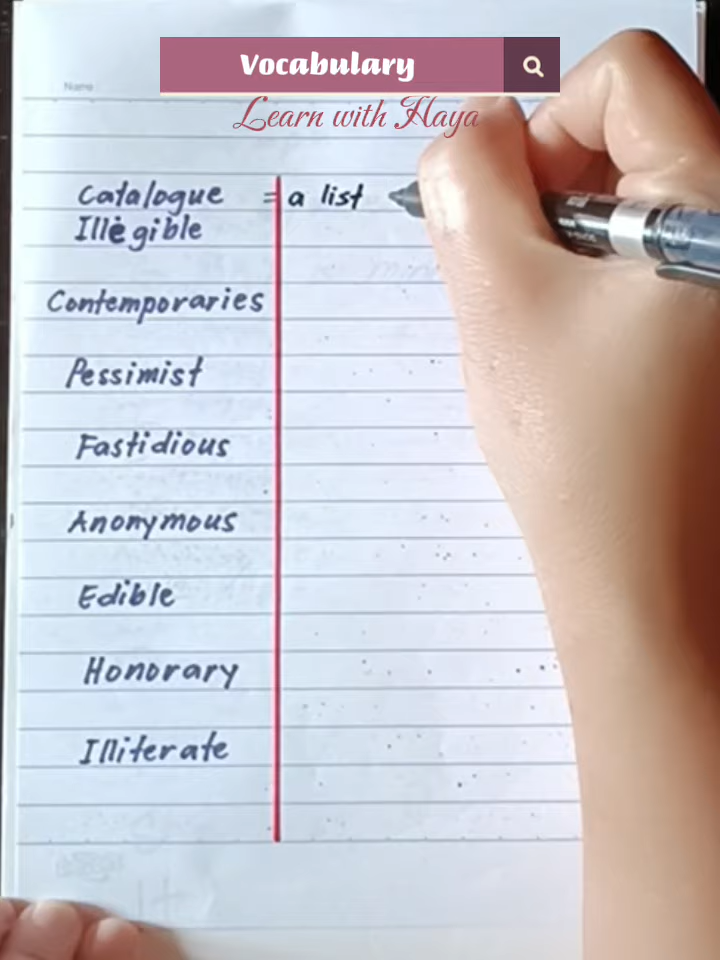 Vocabulary
Learn with Haya
Name
Catalogue = a list
Illegible
Contemporaries
Pessimist
Fastidious
Anonymous
Edible
Honorary
Illiterate